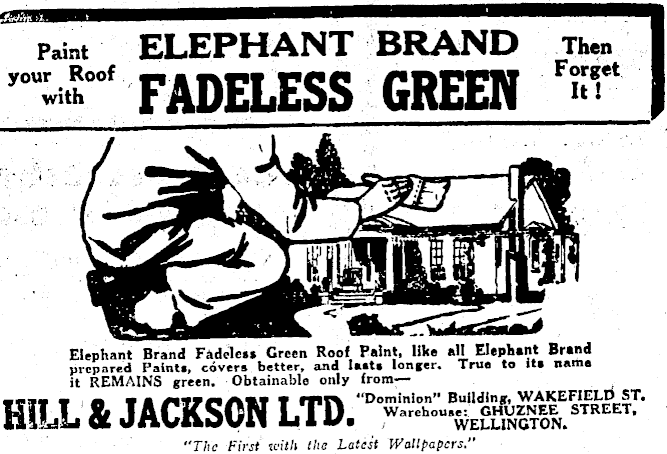 Paint
your Roof
with
ELEPHANT BRAND
FADELESS GREEN
Then
Forget
It!
Elephant Brand Fadeless Green Roof Paint, like all Elephant Brand
prepared Paints, covers better, and lasts longer. True to its name
it REMAINS green. Obtainable only from—
HILL & JACKSON LTD.
"Dominion" Building, WAKEFIELD ST.
Warehouse: GHUZNEE STREET,
WELLINGTON.
"The First with the Latest Wallpapers."